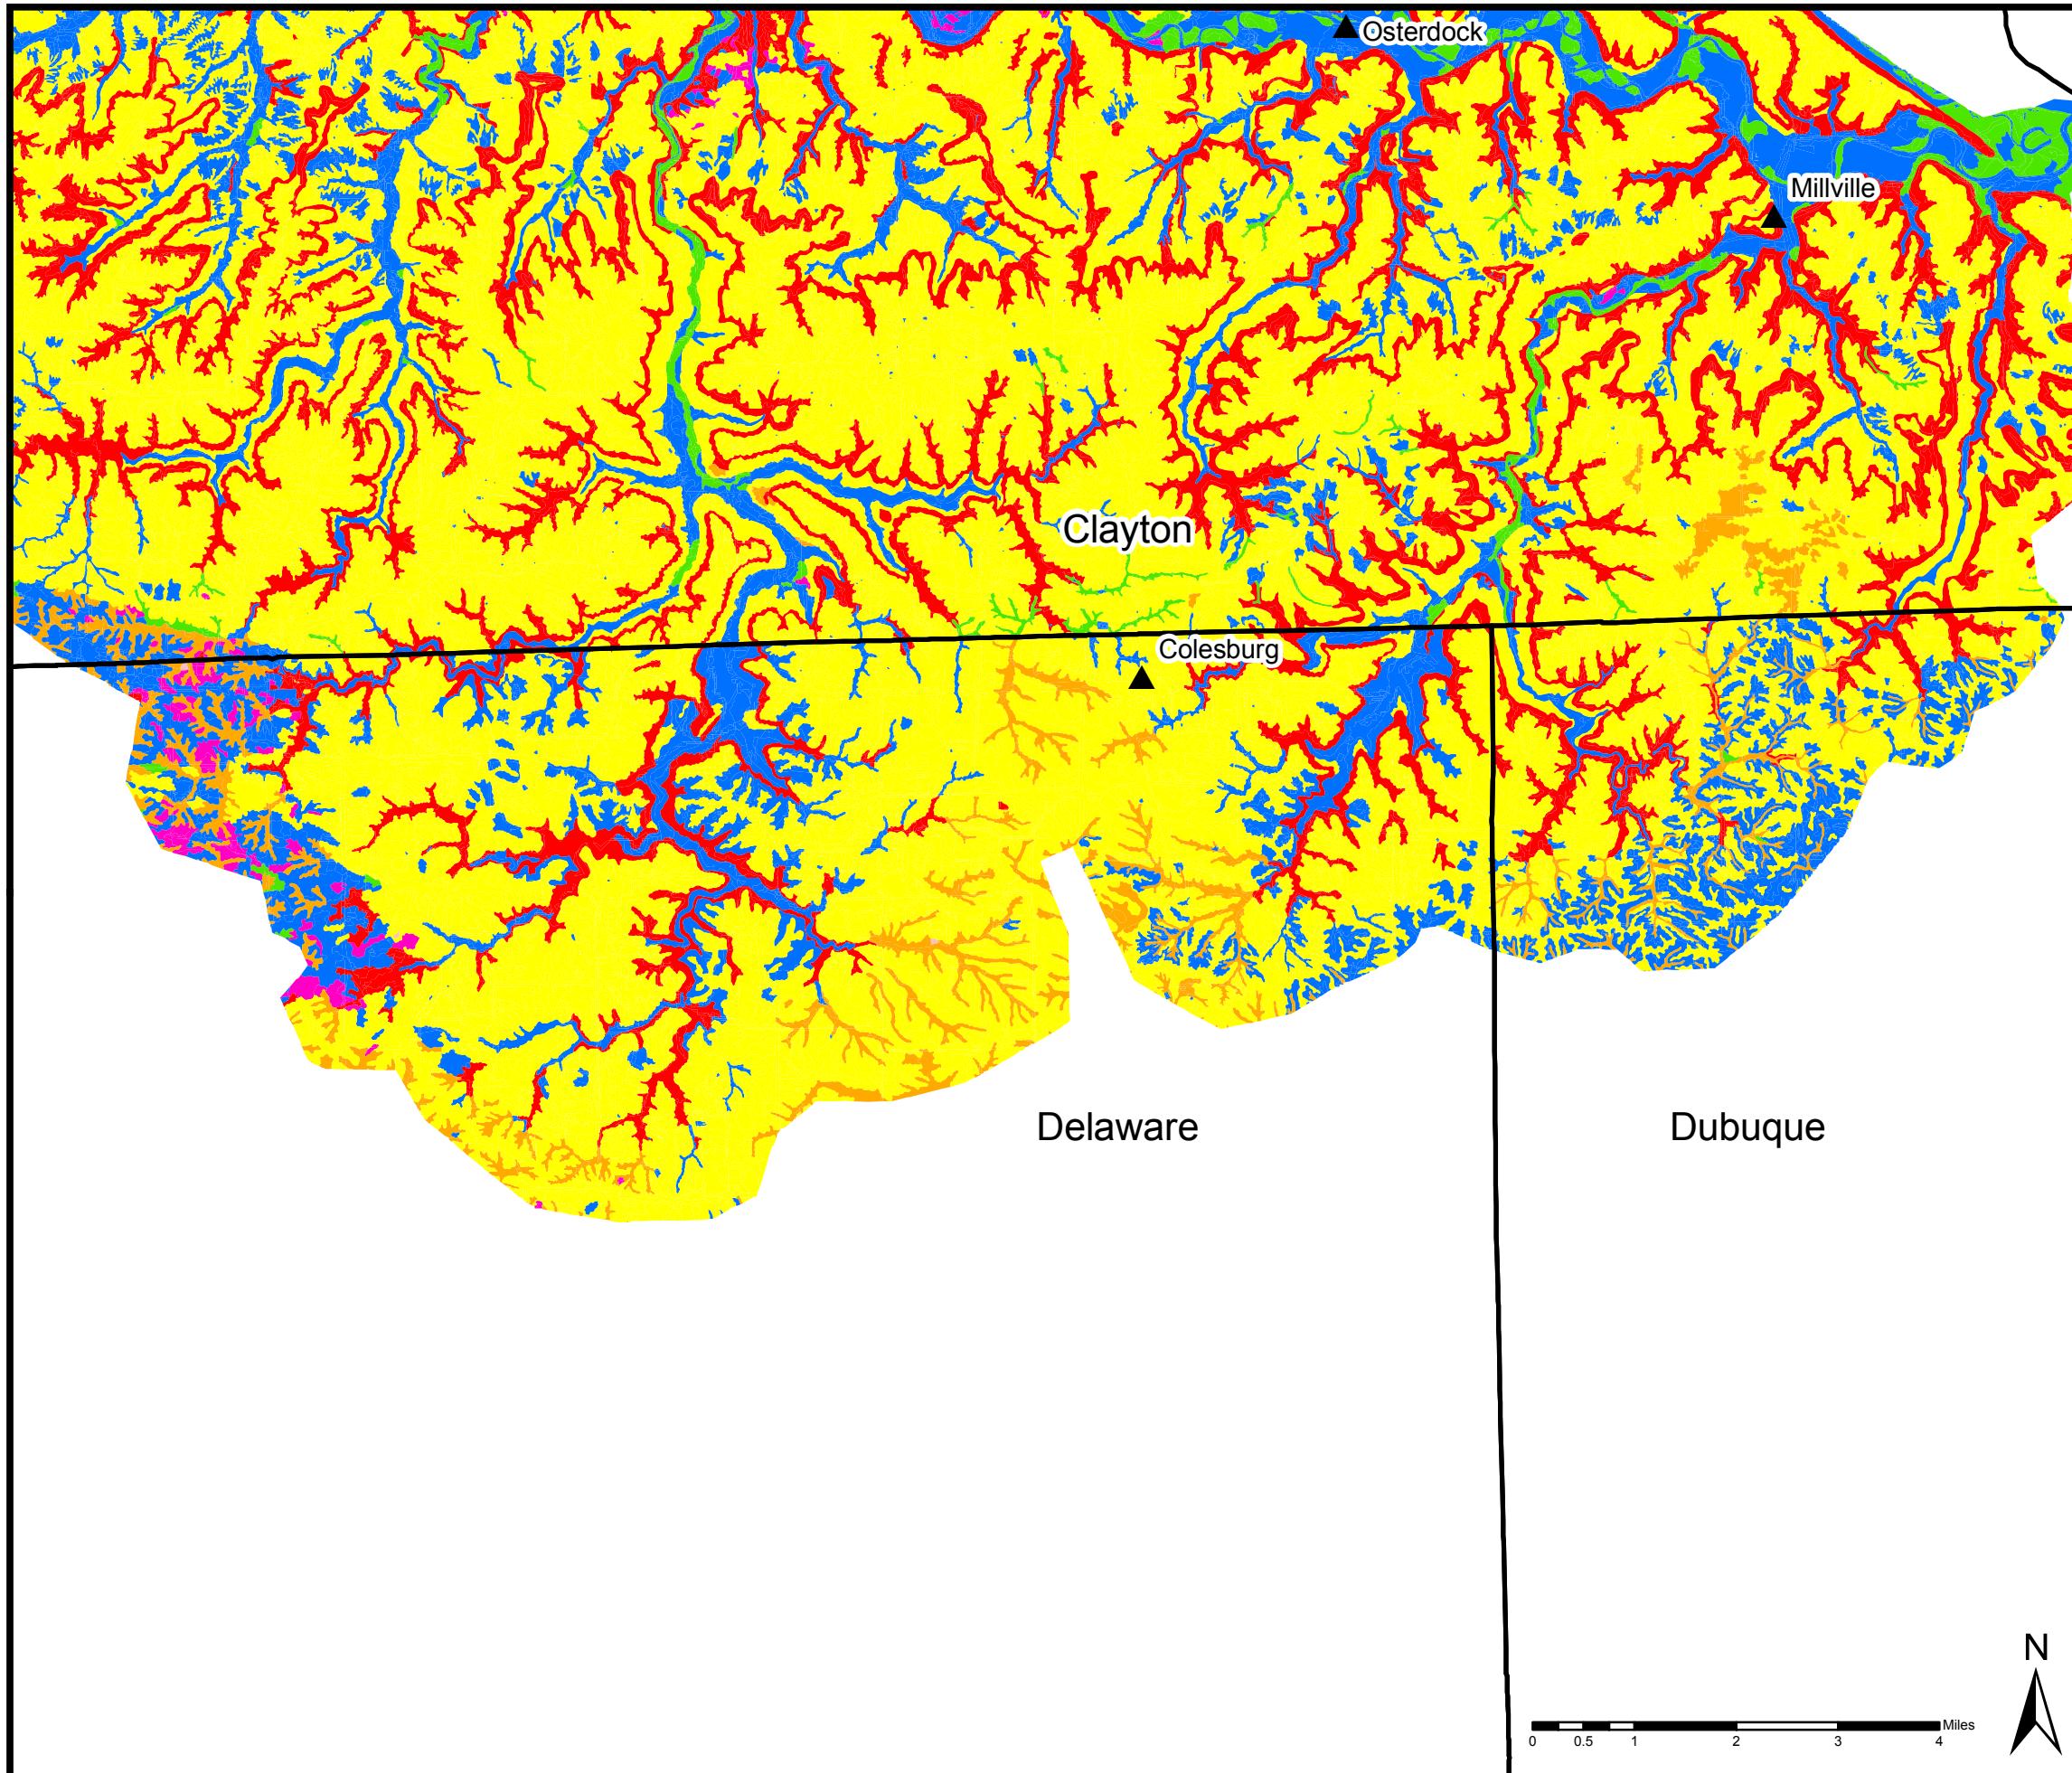 Osterdock
Millville
Clayton
Colesburg
Delaware
Dubuque
N
Miles
0 0.5 1 2 3 4